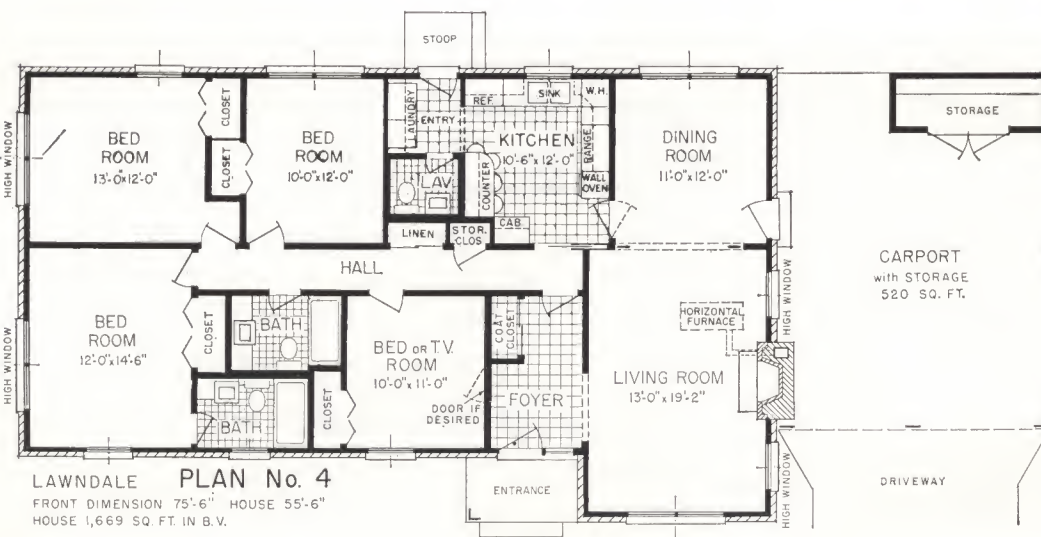 STOOP
HIGH WINDOW
BED
ROOM
13'-0"x12'-0"
CLOSET
CLOSET
BED
ROOM
10'-0"x12'-0"
LAUNDRY
ENTRY
LAV.
REF.
SINK
W.H.
KITCHEN
10'-6"x12'-0"
RANGE
COUNTER
WALL
OVEN
CAB.
DINING
ROOM
11'-0"x12'-0"
STORAGE
LINEN
STOR.
CLOS
HALL
CARPORT
with STORAGE
520 SQ. FT.
HIGH WINDOW
BED
ROOM
12'-0"x14'-6"
CLOSET
BATH
BATH
CLOSET
BED OR T.V.
ROOM
10'-0"x11'-0"
COAT
CLOSET
DOOR IF
DESIRED
FOYER
HORIZONTAL
FURNACE
LIVING ROOM
13'-0"x19'-2"
HIGH WINDOW
HIGH WINDOW
ENTRANCE
DRIVEWAY
LAWNDALE PLAN No. 4
FRONT DIMENSION 75'-6" HOUSE 55'-6"
HOUSE 1,669 SQ. FT. IN B.V.